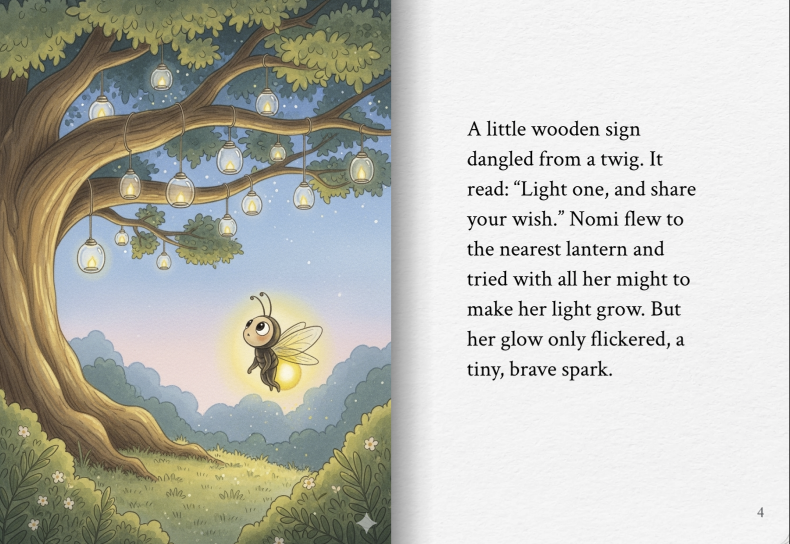 A little wooden sign
dangled from a twig. It
read: “Light one, and share
your wish.” Nomi flew to
the nearest lantern and
tried with all her might to
make her light grow. But
her glow only flickered, a
tiny, brave spark.
4